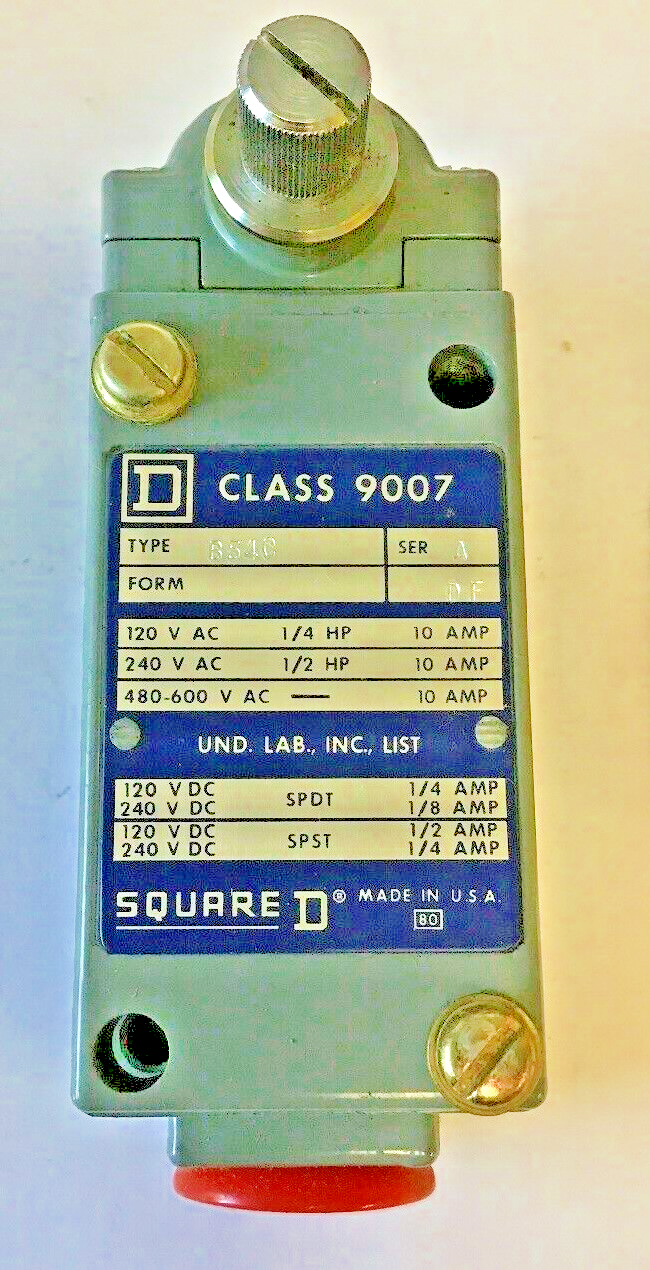 D CLASS 9007
TYPE B54C SER A
FORM
120 V AC 1/4 HP 10 AMP
240 V AC 1/2 HP 10 AMP
480-600 V AC — 10 AMP
UND. LAB., INC., LIST
120 V DC 1/4 AMP
SPDT
240 V DC 1/8 AMP
120 V DC 1/2 AMP
SPST
240 V DC 1/4 AMP
SQUARE D ® MADE IN U.S.A.
80